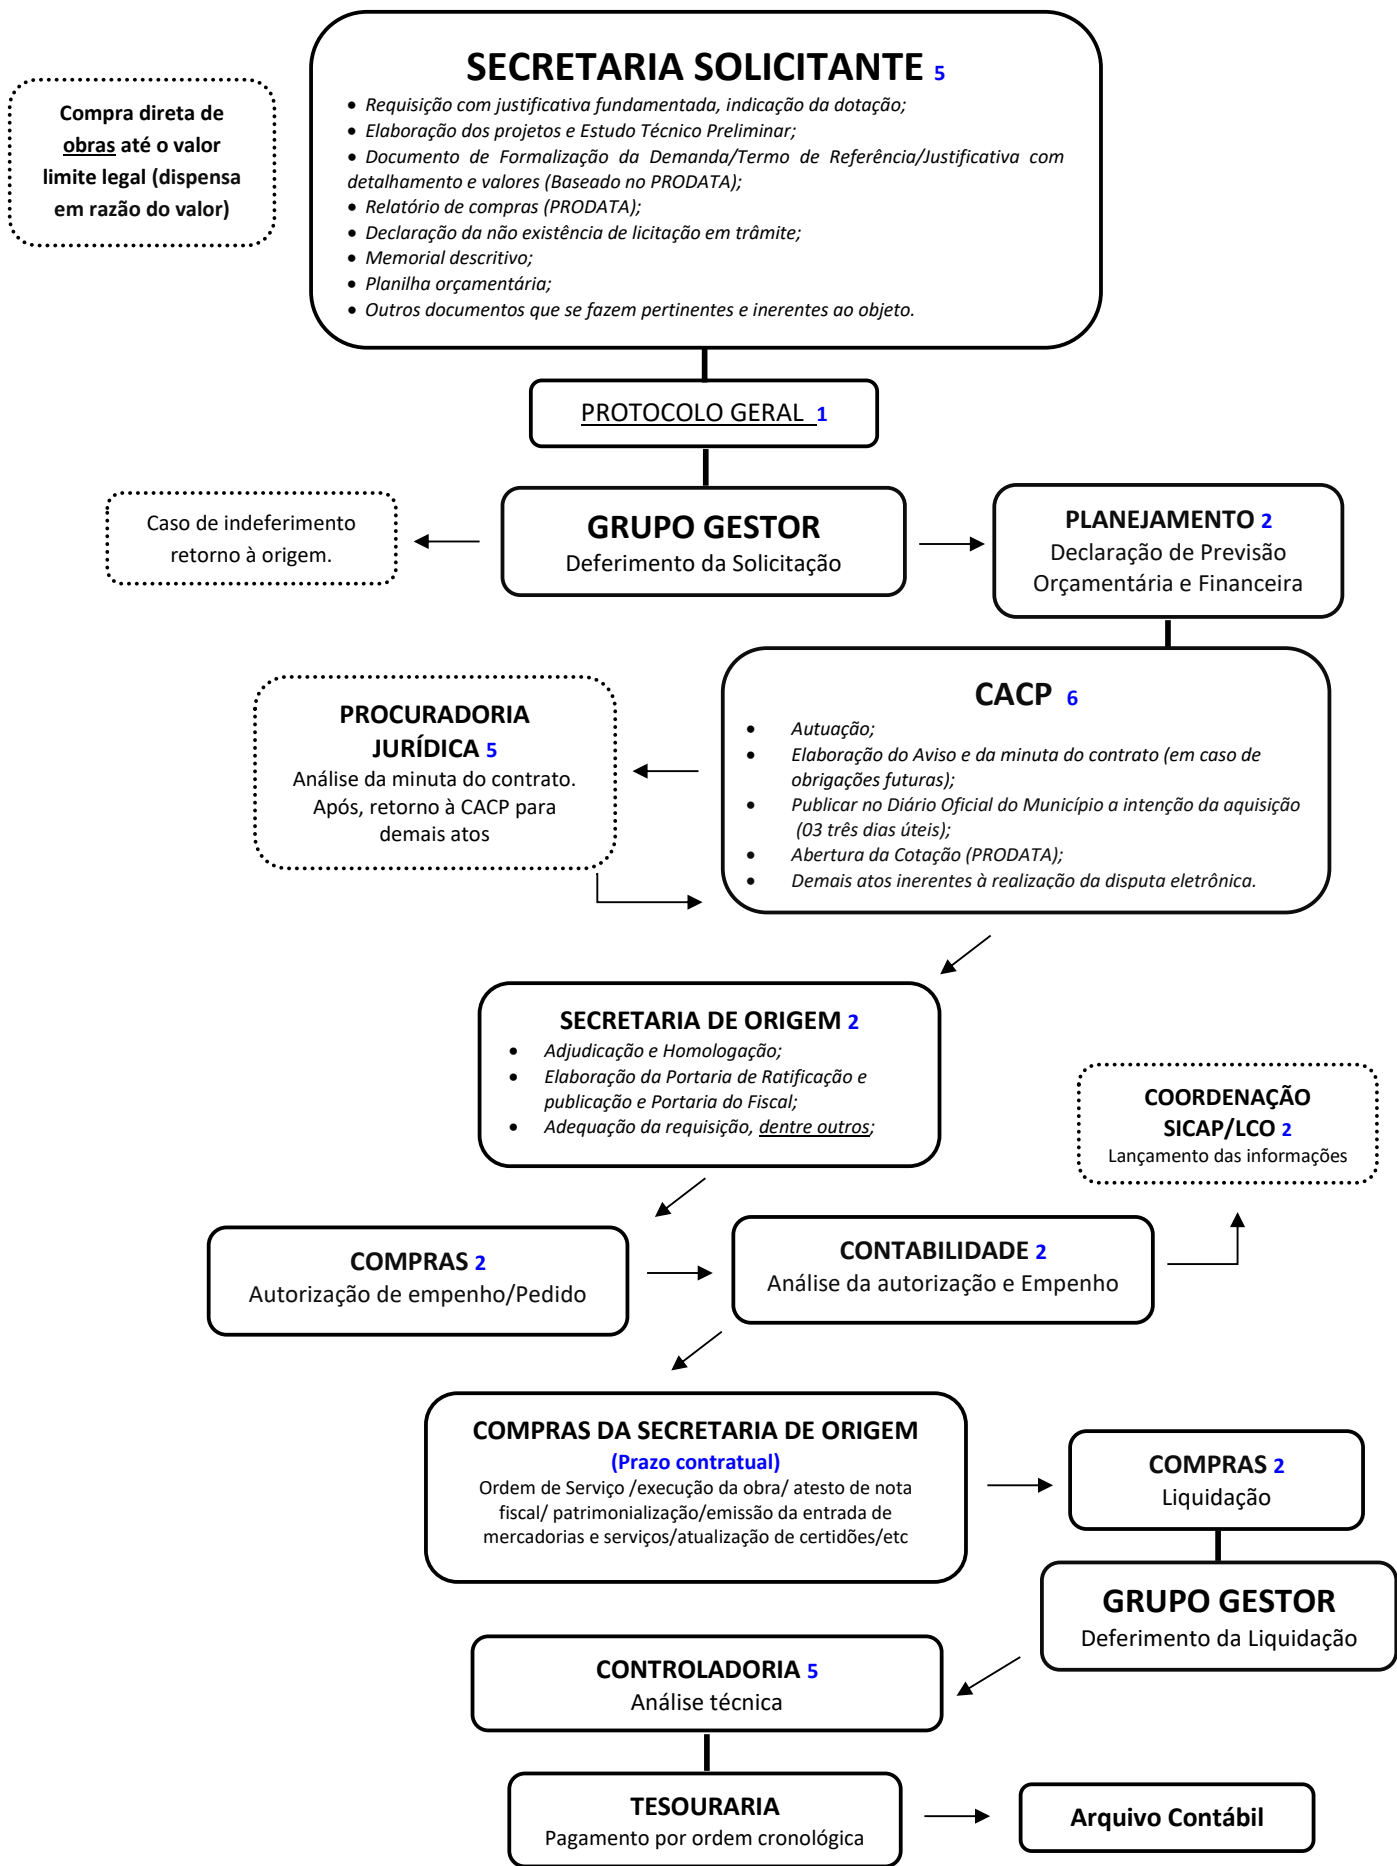 SECRETARIA SOLICITANTE 5
• Requisição com justificativa fundamentada, indicação da dotação;
• Elaboração dos projetos e Estudo Técnico Preliminar;
• Documento de Formalização da Demanda/Termo de Referência/Justificativa com
detalhamento e valores (Baseado no PRODATA);
• Relatório de compras (PRODATA);
• Declaração da não existência de licitação em trâmite;
• Memorial descritivo;
• Planilha orçamentária;
• Outros documentos que se fazem pertinentes e inerentes ao objeto.
Compra direta de
obras até o valor
limite legal (dispensa
em razão do valor)
PROTOCOLO GERAL 1
GRUPO GESTOR
Deferimento da Solicitação
Caso de indeferimento
retorno à origem.
PLANEJAMENTO 2
Declaração de Previsão
Orçamentária e Financeira
CACP 6
• Autuação;
• Elaboração do Aviso e da minuta do contrato (em caso de
obrigações futuras);
• Publicar no Diário Oficial do Município a intenção da aquisição
(03 três dias úteis);
• Abertura da Cotação (PRODATA);
• Demais atos inerentes à realização da disputa eletrônica.
PROCURADORIA
JURÍDICA 5
Análise da minuta do contrato.
Após, retorno à CACP para
demais atos
SECRETARIA DE ORIGEM 2
• Adjudicação e Homologação;
• Elaboração da Portaria de Ratificação e
publicação e Portaria do Fiscal;
• Adequação da requisição, dentre outros;
COORDENAÇÃO
SICAP/LCO 2
Lançamento das informações
COMPRAS 2
Autorização de empenho/Pedido
CONTABILIDADE 2
Análise da autorização e Empenho
COMPRAS DA SECRETARIA DE ORIGEM
(Prazo contratual)
Ordem de Serviço /execução da obra/ atesto de nota
fiscal/ patrimonialização/emissão da entrada de
mercadorias e serviços/atualização de certidões/etc
COMPRAS 2
Liquidação
GRUPO GESTOR
Deferimento da Liquidação
CONTROLADORIA 5
Análise técnica
TESOURARIA
Pagamento por ordem cronológica
Arquivo Contábil